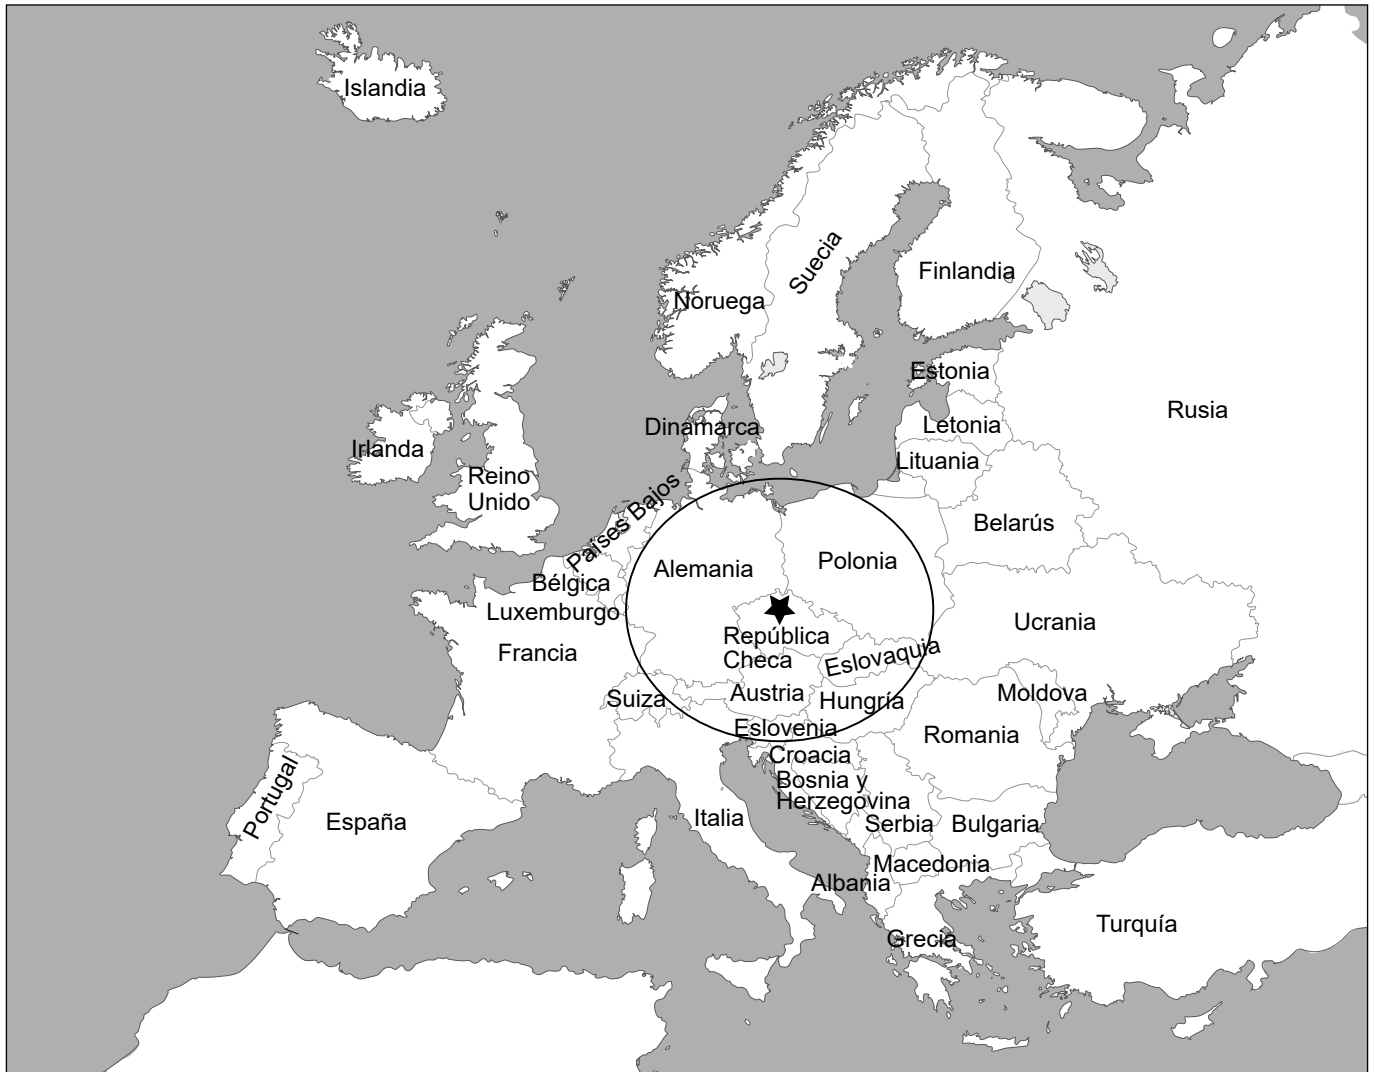 Islandia
Suecia
Finlandia
Noruega
Estonia
Rusia
Letonia
Dinamarca
Irlanda
Lituania
Reino
Unido
Países Bajos
Belarús
Polonia
Alemania
Bélgica
Luxemburgo
Ucrania
República
Checa
Francia
Eslovaquia
Austria
Moldova
Suiza
Hungría
Eslovenia
Romania
Croacia
Bosnia y
Herzegovina
Portugal
España
Italia
Serbia
Bulgaria
Macedonia
Albania
Turquía
Grecia